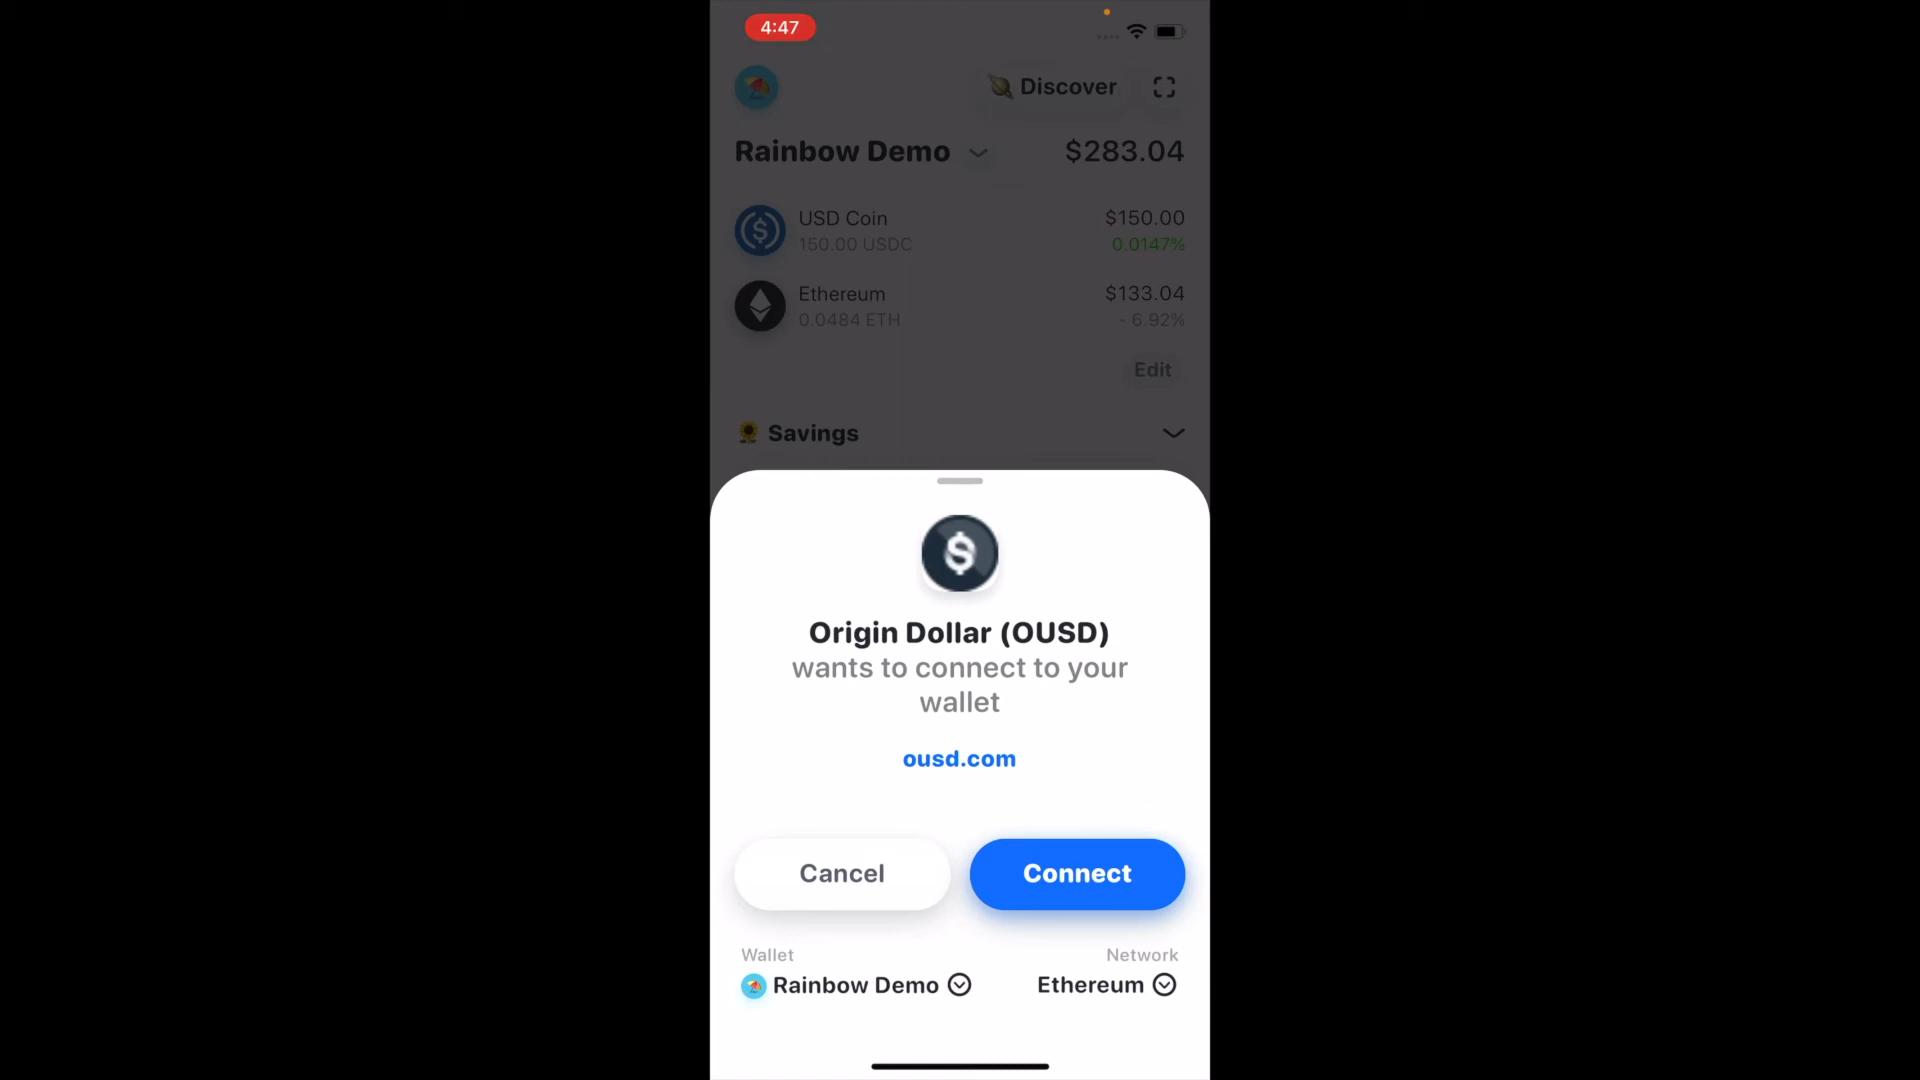 4:47
Discover
Rainbow Demo
$283.04
USD Coin
$150.00
150.00 USDC
0.0147%
Ethereum
$133.04
0.0484 ETH
- 6.92%
Edit
Savings
Origin Dollar (OUSD)
wants to connect to your
wallet
ousd.com
Cancel
Connect
Wallet
Network
Rainbow Demo
Ethereum